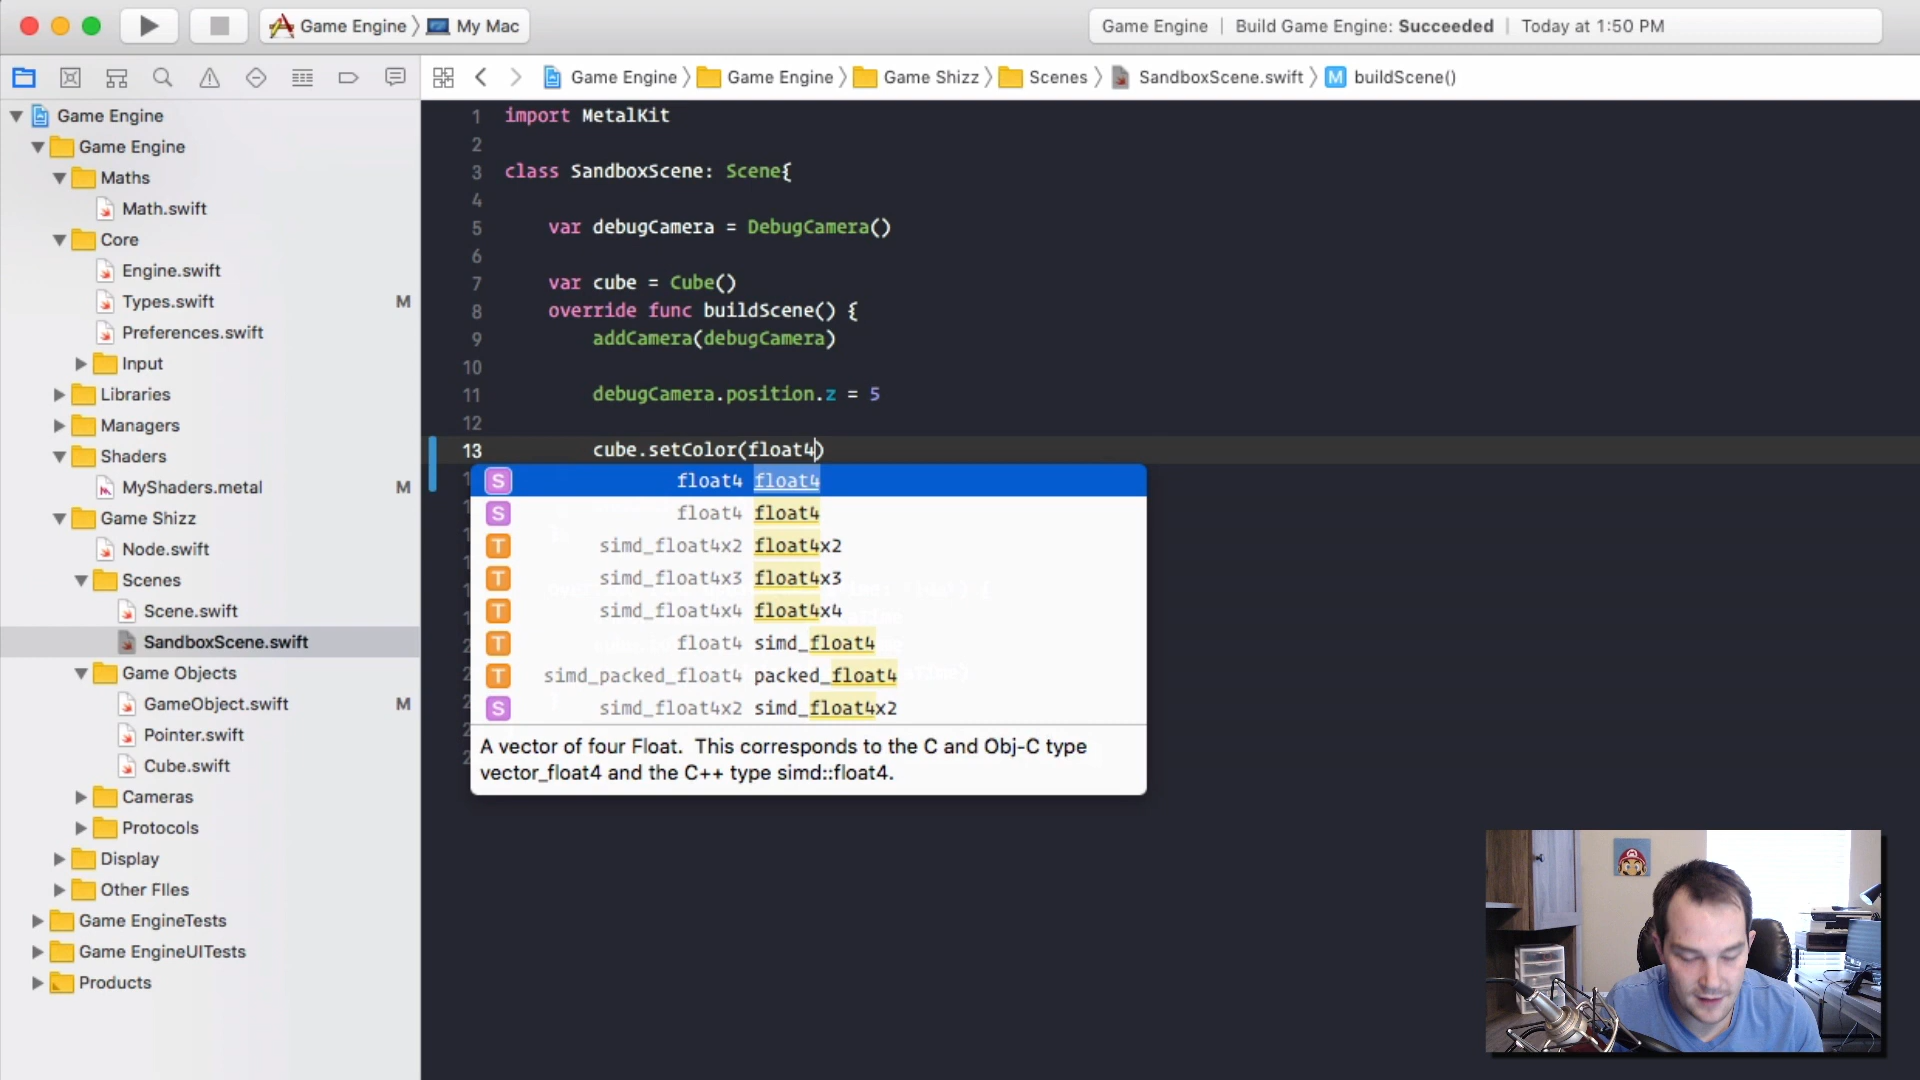 Game Engine My Mac
Game Engine | Build Game Engine: Succeeded | Today at 1:50 PM
Game Engine Game Engine Game Shizz Scenes SandboxScene.swift M buildScene()
Game Engine
Game Engine
Maths
Math.swift
Core
Engine.swift
Types.swift M
Preferences.swift
Input
Libraries
Managers
Shaders
MyShaders.metal M
Game Shizz
Node.swift
Scenes
Scene.swift
SandboxScene.swift
Game Objects
GameObject.swift M
Pointer.swift
Cube.swift
Cameras
Protocols
Display
Other FIles
Game EngineTests
Game EngineUITests
Products
1 import MetalKit
2
3 class SandboxScene: Scene{
4
5 var debugCamera = DebugCamera()
6
7 var cube = Cube()
8 override func buildScene() {
9 addCamera(debugCamera)
10
11 debugCamera.position.z = 5
12
13 cube.setColor(float4)
S float4 float4
S float4 float4
T simd_float4x2 float4x2
T simd_float4x3 float4x3
T simd_float4x4 float4x4
T float4 simd_float4
T simd_packed_float4 packed_float4
S simd_float4x2 simd_float4x2
A vector of four Float. This corresponds to the C and Obj-C type
vector_float4 and the C++ type simd::float4.